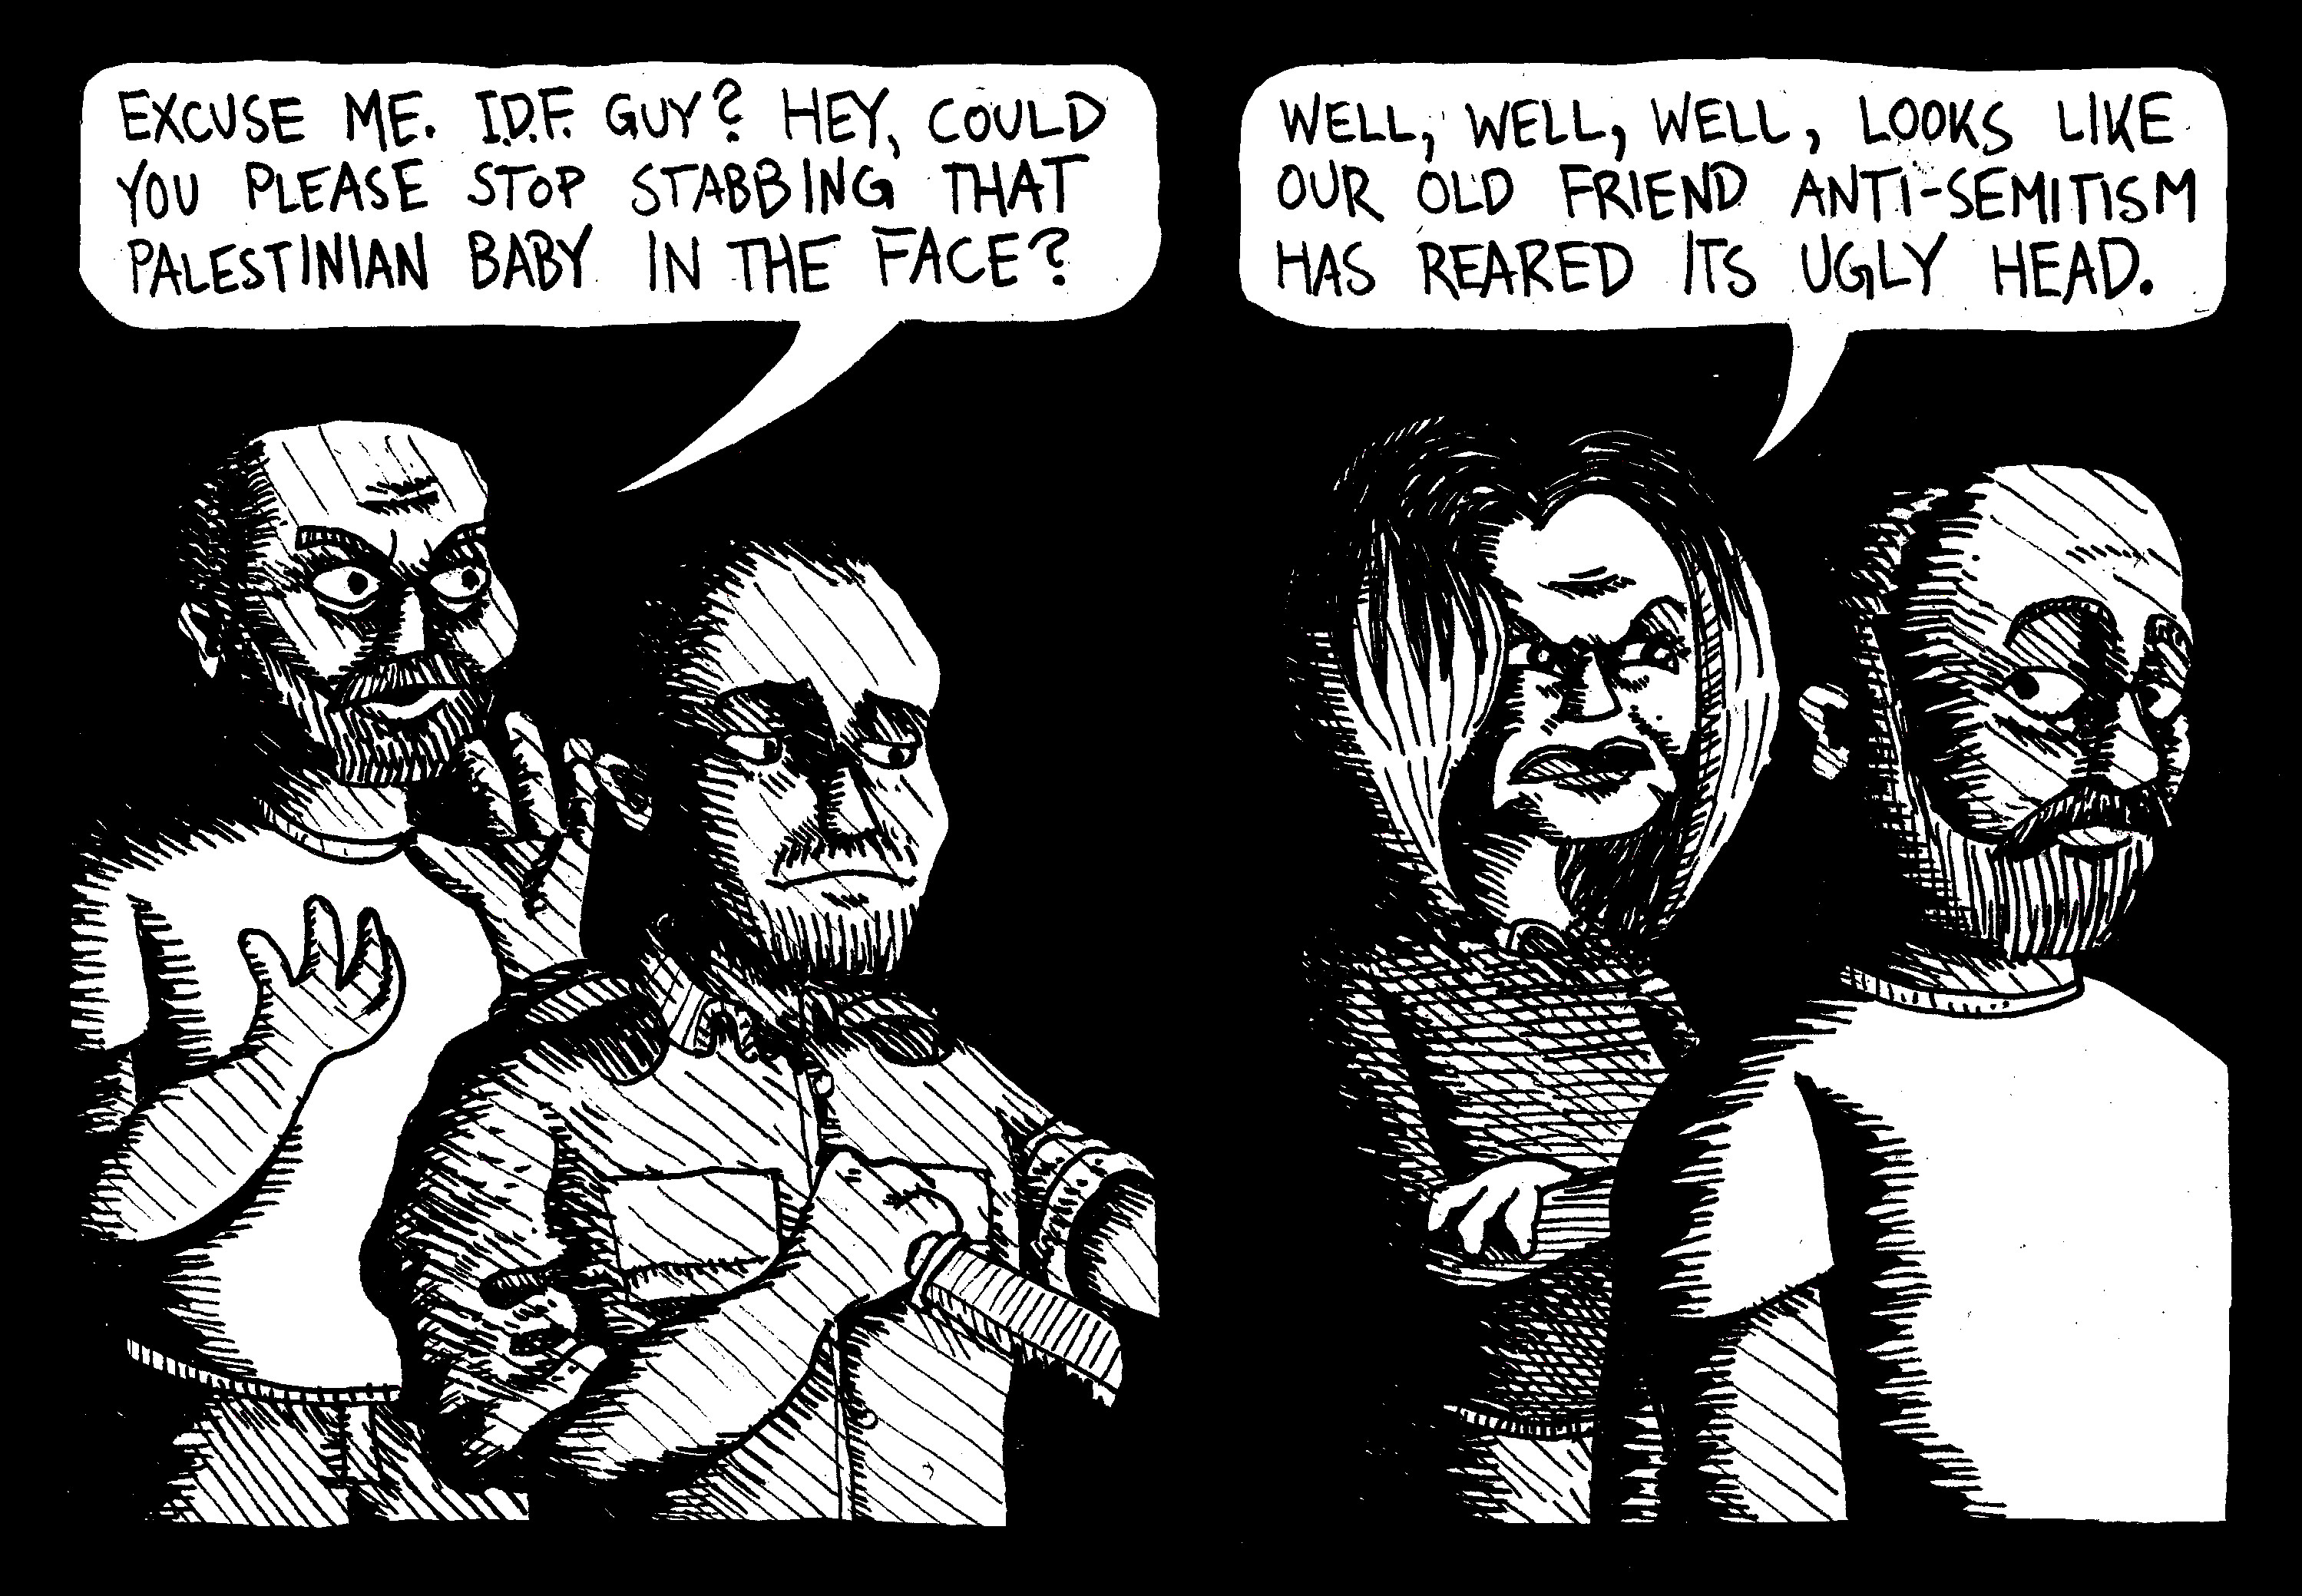 EXCUSE ME. I.D.F. GUY? HEY, COULD
YOU PLEASE STOP STABBING THAT
PALESTINIAN BABY IN THE FACE?
WELL, WELL, WELL, LOOKS LIKE
OUR OLD FRIEND ANTI-SEMITISM
HAS REARED ITS UGLY HEAD.